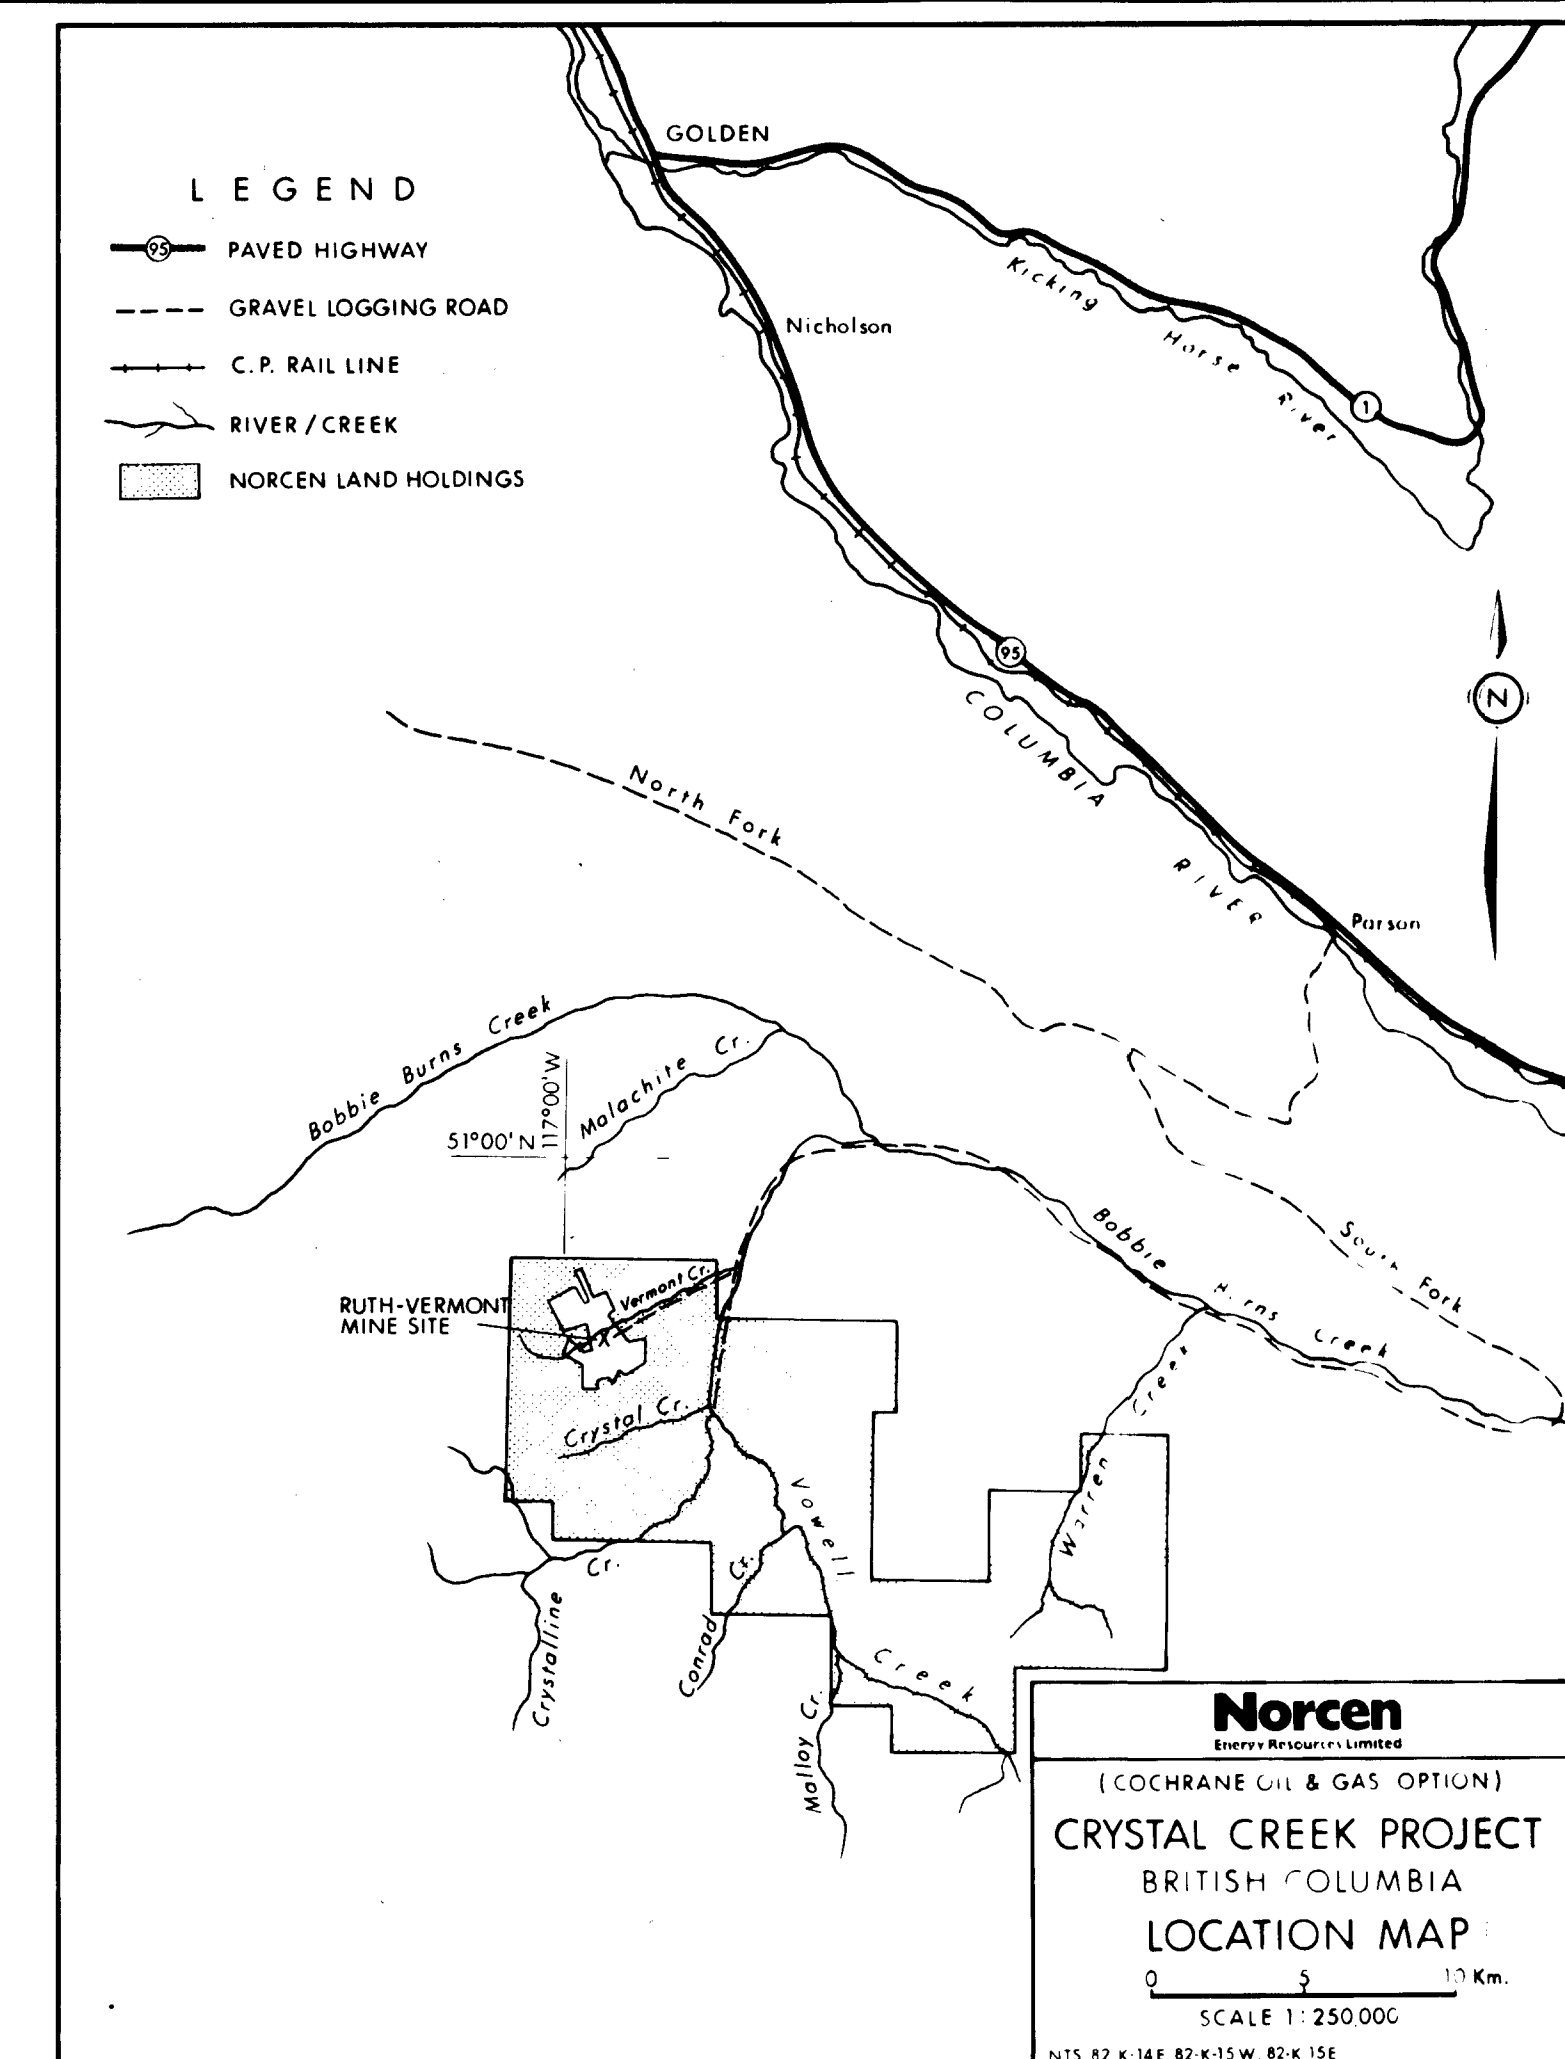 LEGEND
95 PAVED HIGHWAY
GRAVEL LOGGING ROAD
C.P. RAIL LINE
RIVER/CREEK
NORCEN LAND HOLDINGS
GOLDEN
Nicholson
Kicking Horse River
1
95
N
COLUMBIA RIVER
North Fork
Parson
Bobbie Burns Creek
Malachite Cr.
117°00'W
51°00'N
Bobbie
Creek
South Fork
RUTH-VERMONT
MINE SITE
Vermont Cr.
X
Crystal Cr.
Vowell Creek
Warren Creek
Cr.
Crystalline
Conrad Cr.
Malloy Cr.
Norcen
Energy Resources Limited
(COCHRANE OIL & GAS OPTION)
CRYSTAL CREEK PROJECT
BRITISH COLUMBIA
LOCATION MAP
0 5 10 Km.
SCALE 1:250,000
NTS 82-K-14E, 82-K-15W, 82-K 15E